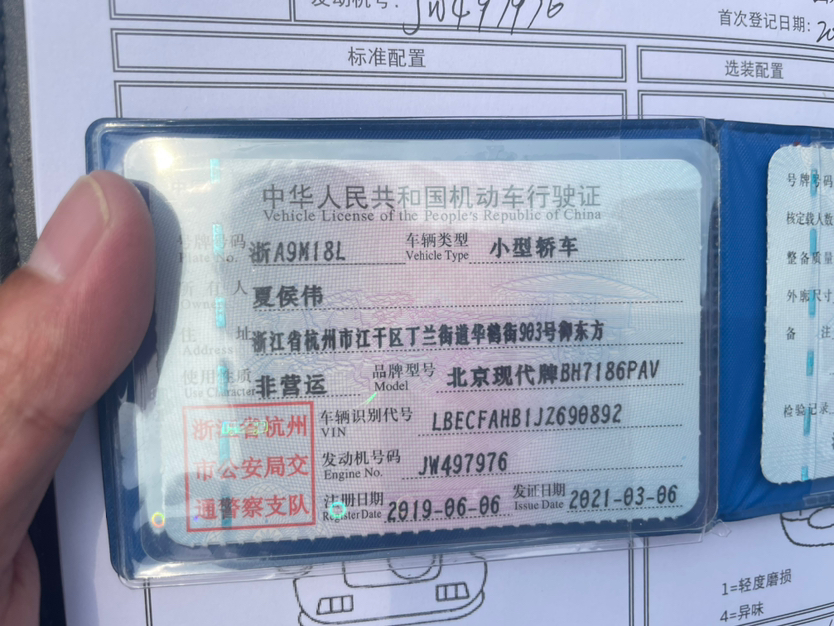 发动机号：JW497976
首次登记日期：20
标准配置
选装配置
中华人民共和国机动车行驶证
Vehicle License of the People's Republic of China
号牌号码 浙A9M18L 车辆类型 小型轿车
Plate No. Vehicle Type
所有人 夏侯伟
Owner
住址 浙江省杭州市江干区丁兰街道华鹤街903号御东方
Address
使用性质 非营运 品牌型号 北京现代牌BH7186PAV
Use Character Model
浙江省杭州
市公安局交
通警察支队
车辆识别代号 LBECFAHB1JZ690892
VIN
发动机号码 JW497976
Engine No.
注册日期 2019-06-06 发证日期 2021-03-06
Register Date Issue Date
号牌号码
核定载人数
整备质量
外廓尺寸
备注
检验记录
1=轻度磨损
4=异味